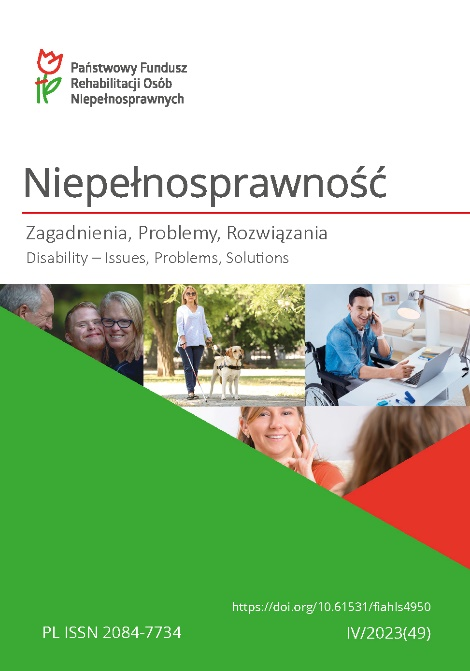 Państwowy Fundusz
Rehabilitacji Osób
Niepełnosprawnych
Niepełnosprawność
Zagadnienia, Problemy, Rozwiązania
Disability – Issues, Problems, Solutions
https://doi.org/10.61531/fiahls4950
PL ISSN 2084-7734
IV/2023(49)